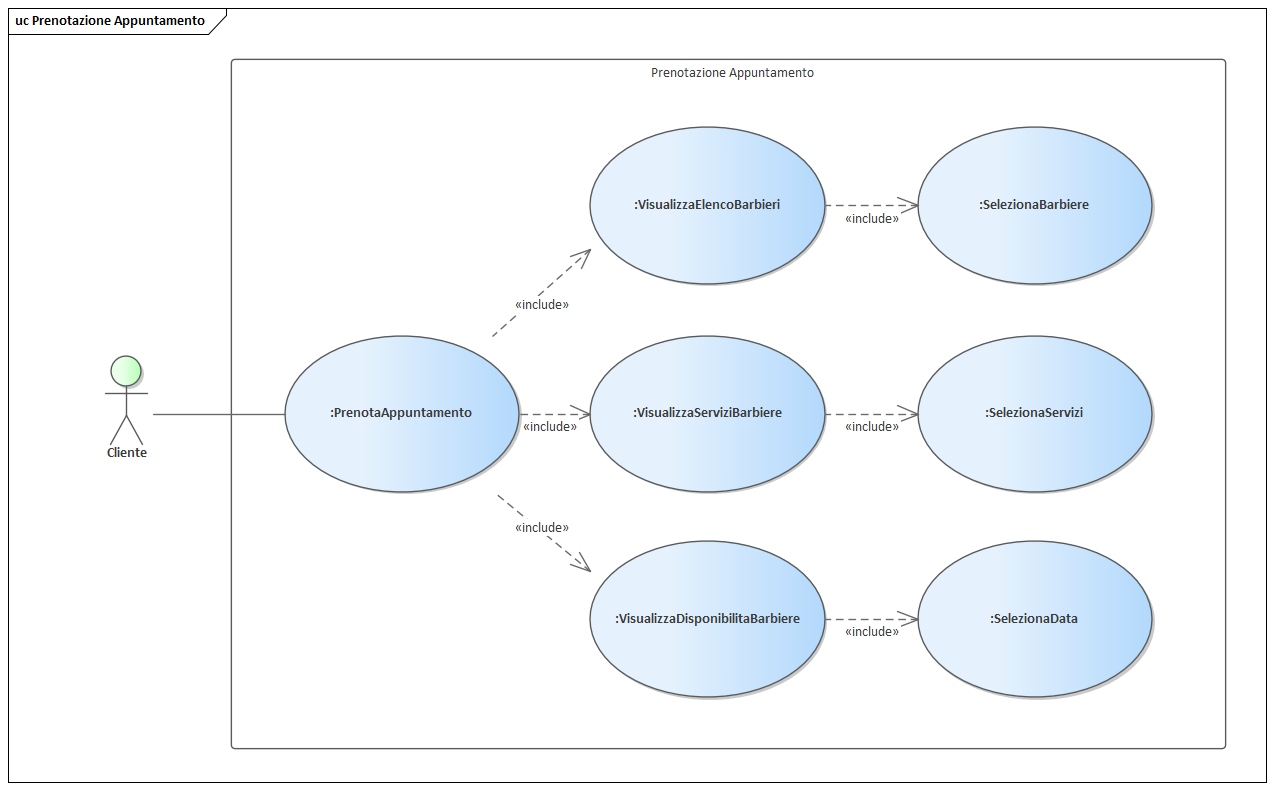 uc Prenotazione Appuntamento
Prenotazione Appuntamento
:VisualizzaElencoBarbieri
«include»
:SelezionaBarbiere
«include»
Cliente
:PrenotaAppuntamento
«include»
:VisualizzaServiziBarbiere
«include»
:SelezionaServizi
«include»
:VisualizzaDisponibilitaBarbiere
«include»
:SelezionaData